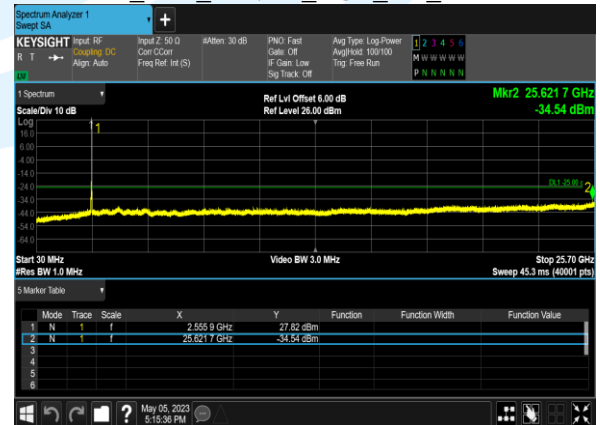 Spectrum Analyzer 1
Swept SA
+
KEYSIGHT Input: RF Input Z: 50 Ω #Atten: 30 dB PNO: Fast Avg Type: Log-Power 1 2 3 4 5 6
R T Coupling: DC Corr CCorr Gate: Off Avg|Hold: 100/100 M W W W W W
Align: Auto Freq Ref: Int (S) IF Gain: Low Trig: Free Run P N N N N N
Sig Track: Off
1 Spectrum Ref Lvl Offset 6.00 dB Mkr2 25.621 7 GHz
Scale/Div 10 dB Ref Level 26.00 dBm -34.54 dBm
Log
16.0 1
6.00
-4.00
-14.0
-24.0 DL1 -25.00 2
-34.0
-44.0
-54.0
-64.0
Start 30 MHz Video BW 3.0 MHz Stop 25.70 GHz
#Res BW 1.0 MHz Sweep 45.3 ms (40001 pts)
5 Marker Table
Mode Trace Scale X Y Function Function Width Function Value
1 N 1 f 2.555 9 GHz 27.82 dBm
2 N 1 f 25.621 7 GHz -34.54 dBm
3
4
5
6
? May 05, 2023
5:15:36 PM